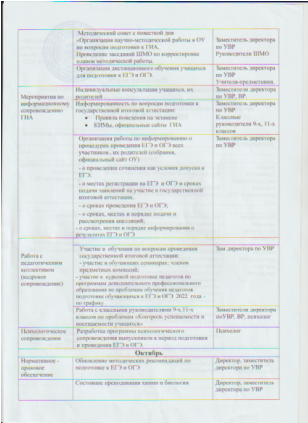 Методический совет с повесткой дня
«Организация научно-методической работы в ОУ
по вопросам подготовки к ГИА.
Проведение заседаний ШМО по корректировке
планов методической работы.
Заместитель директора
по УВР
Руководители ШМО
Организация дистанционного обучения учащихся
для подготовки к ЕГЭ и ОГЭ.
Заместитель директора
по УВР
Учителя-предметники.
Мероприятия по
информационному
сопровождению
ГИА
Индивидуальные консультации учащихся, их
родителей
Заместители директора
по УВР, ВР.
Информированность по вопросам подготовки к
государственной итоговой аттестации:
• Правила поведения на экзамене
• КИМы, официальные сайты ГИА
Заместитель директора
по УВР
Классные
руководители 9-х, 11-х
классов
Организация работы по информированию о
процедурах проведения ЕГЭ и ОГЭ всех
участников, их родителей (собрания,
официальный сайт ОУ)
- о проведении сочинения как условия допуска к
ЕГЭ.
- о местах регистрации на ЕГЭ и ОГЭ и сроках
подачи заявлений на участие в государственной
итоговой аттестации.
- о сроках проведения ЕГЭ и ОГЭ;
- о сроках, местах и порядке подачи и
рассмотрения апелляций;
- о сроках, местах и порядке информирования о
результатах ЕГЭ и ОГЭ
Заместитель директора
по УВР
Работа с
педагогическим
коллективом
(кадровое
сопровождение)
Участие в обучении по вопросам проведения
государственной итоговой аттестации:
- участие в обучающих семинарах членов
предметных комиссий;
- участие в курсовой подготовке педагогов по
программам дополнительного профессионального
образования по проблемам обучения педагогов
подготовки обучающихся к ЕГЭ и ОГЭ 2022 года -
по графику
Зам директора по УВР
Работа с классными руководителями 9-х, 11-х
классов по проблемам «Контроль успеваемости и
посещаемости учащихся»
Заместители директора
по УВР, ВР, психолог
Психологическое
сопровождение
Разработка программы психологического
сопровождения выпускников в период подготовки
и проведения ЕГЭ и ОГЭ
Психолог
Октябрь
Нормативное -
правовое
обеспечение
Обновление методических рекомендаций по
подготовке к ЕГЭ и ОГЭ.
Директор, заместитель
директора по УВР
Состояние преподавания химии и биологии
Директор, заместитель
директора по УВР